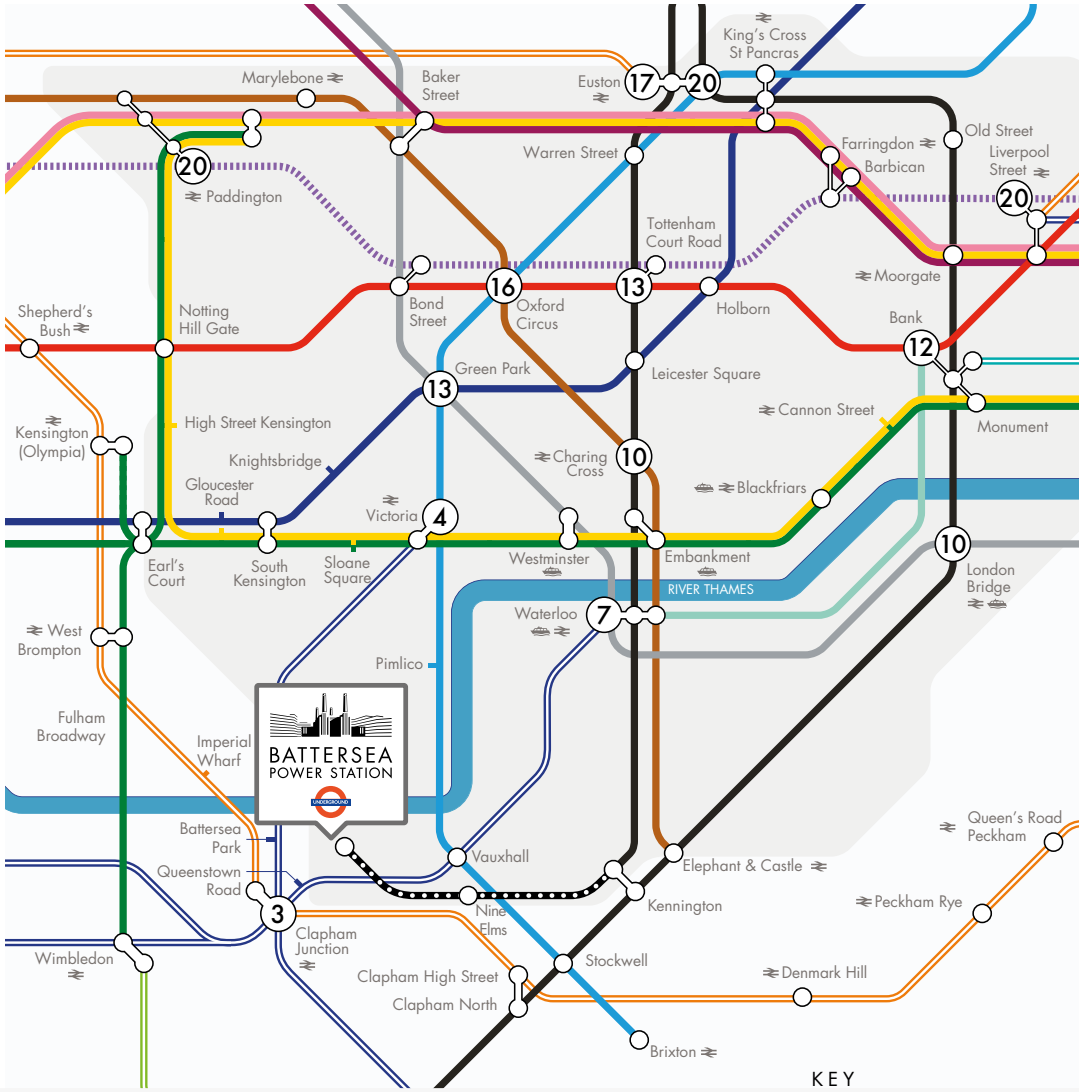 King's Cross
St Pancras
Marylebone
Baker
Street
Euston
17
20
Old Street
Farringdon
Barbican
Liverpool
Street
Warren Street
20
Paddington
20
Tottenham
Court Road
Moorgate
16
13
Bond
Street
Oxford
Circus
Holborn
Shepherd's
Bush
Notting
Hill Gate
Bank
12
Green Park
13
Leicester Square
Cannon Street
Monument
Kensington
(Olympia)
High Street Kensington
Knightsbridge
Charing
Cross
10
Gloucester
Road
Victoria
4
Blackfriars
Earl's
Court
South
Kensington
Sloane
Square
Westminster
Embankment
10
London
Bridge
RIVER THAMES
Waterloo
7
West
Brompton
Pimlico
Fulham
Broadway
Imperial
Wharf
BATTERSEA
POWER STATION
UNDERGROUND
Battersea
Park
Queenstown
Road
Vauxhall
Elephant & Castle
Queen's Road
Peckham
Nine
Elms
Kennington
Peckham Rye
3
Clapham
Junction
Wimbledon
Stockwell
Clapham High Street
Clapham North
Denmark Hill
Brixton
KEY